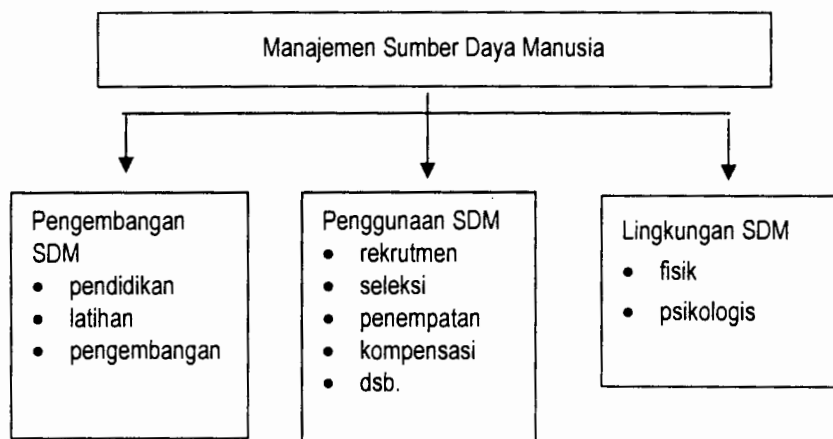 Manajemen Sumber Daya Manusia
Pengembangan
SDM
• pendidikan
• latihan
• pengembangan
Penggunaan SDM
• rekrutmen
• seleksi
• penempatan
• kompensasi
• dsb.
Lingkungan SDM
• fisik
• psikologis